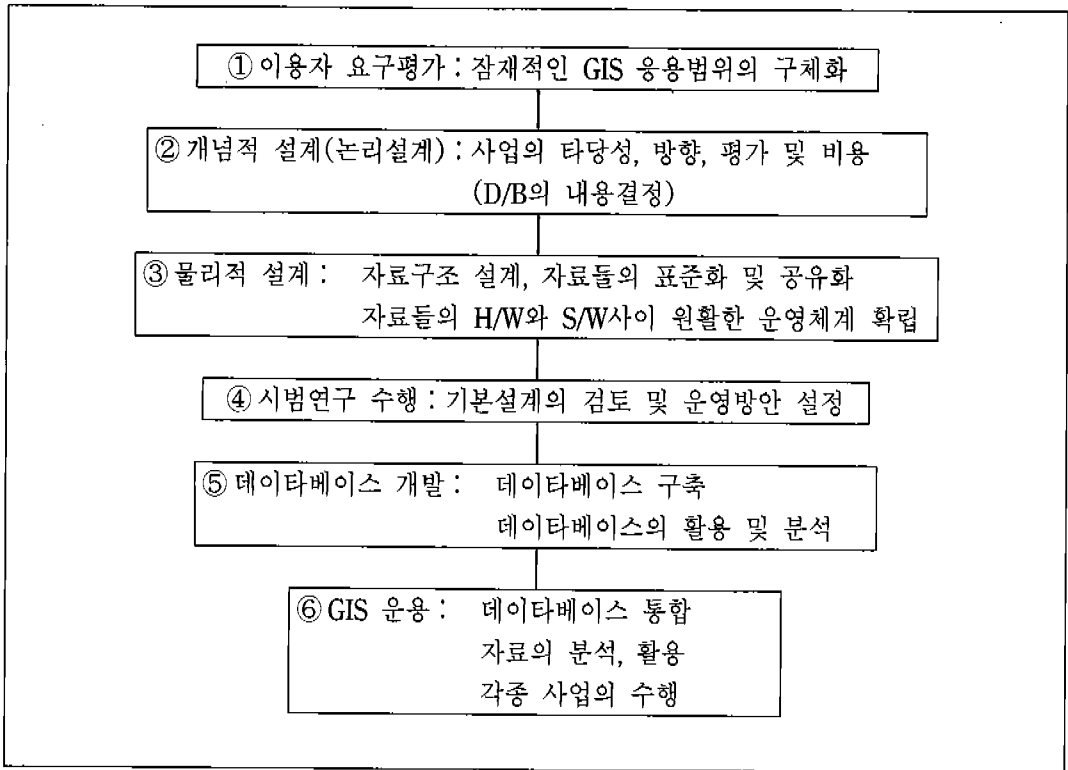 ① 이용자 요구평가 : 잠재적인 GIS 응용범위의 구체화
② 개념적 설계(논리설계) : 사업의 타당성, 방향, 평가 및 비용
(D/B의 내용결정)
③ 물리적 설계 : 자료구조 설계, 자료들의 표준화 및 공유화
자료들의 H/W와 S/W사이 원활한 운영체계 확립
④ 시범연구 수행 : 기본설계의 검토 및 운영방안 설정
⑤ 데이타베이스 개발 : 데이타베이스 구축
데이타베이스의 활용 및 분석
⑥ GIS 운용 : 데이타베이스 통합
자료의 분석, 활용
각종 사업의 수행